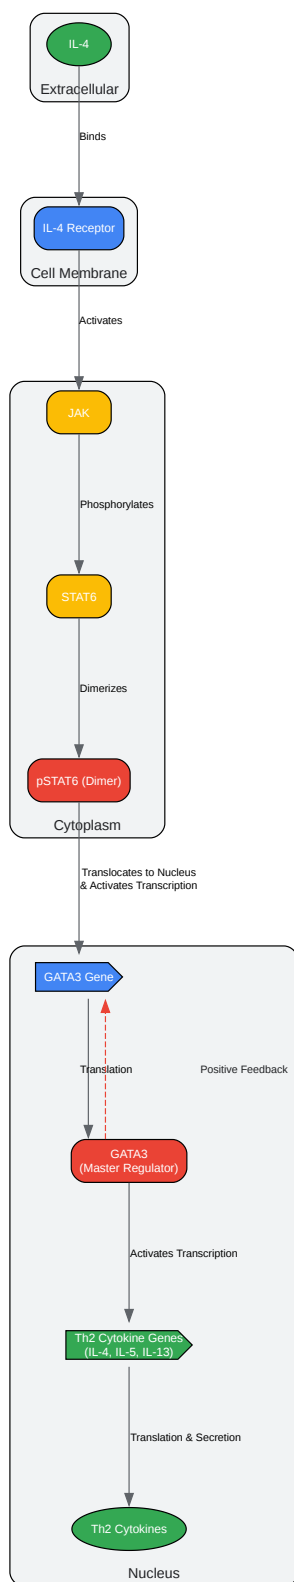 IL-4
Extracellular
Binds
IL-4 Receptor
Cell Membrane
Activates
JAK
Phosphorylates
STAT6
Dimerizes
pSTAT6 (Dimer)
Cytoplasm
Translocates to Nucleus
& Activates Transcription
GATA3 Gene
Translation
Positive Feedback
GATA3
(Master Regulator)
Activates Transcription
Th2 Cytokine Genes
(IL-4, IL-5, IL-13)
Translation & Secretion
Th2 Cytokines
Nucleus